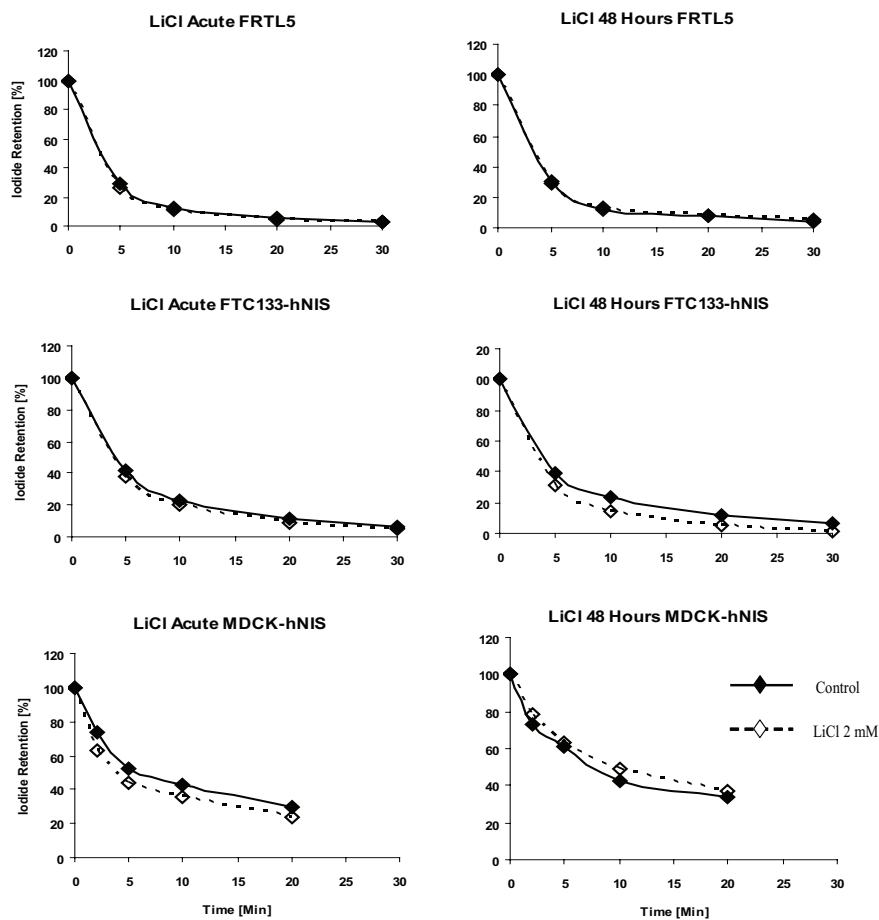 LiCl Acute FRTL5
Iodide Retention [%]
120
100
80
60
40
20
0
0 5 10 15 20 25 30
LiCl 48 Hours FRTL5
120
100
80
60
40
20
0
0 5 10 15 20 25 30
LiCl Acute FTC133-hNIS
Iodide Retention [%]
120
100
80
60
40
20
0
0 5 10 15 20 25 30
LiCl 48 Hours FTC133-hNIS
20
00
80
60
40
20
0
0 5 10 15 20 25 30
LiCl Acute MDCK-hNIS
Iodide Retention [%]
120
100
80
60
40
20
0
0 5 10 15 20 25 30
Time [Min]
LiCl 48 Hours MDCK-hNIS
120
100
80
60
40
20
0
0 5 10 15 20 25 30
Time [Min]
Control
LiCl 2 mM